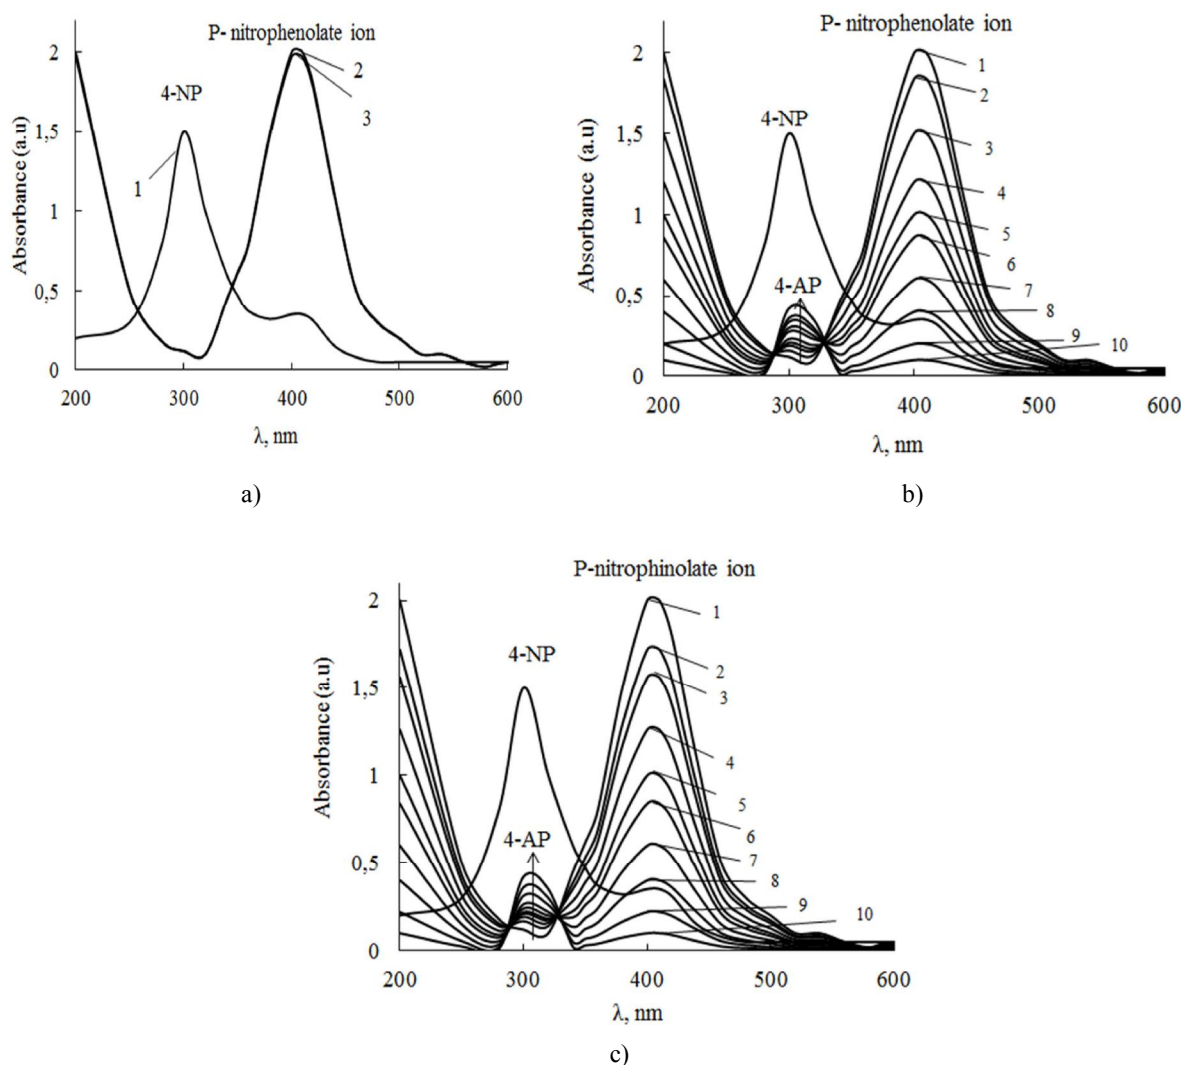 P- nitrophenolate ion
2
4-NP
2
3
1,5
1
1
0,5
0
200 300 400 500 600
Absorbance (a.u)
λ, nm
a)
P- nitrophenolate ion
2
1
2
4-NP
1,5
3
4
1
5
6
4-AP
7
0,5
8
9 10
0
200 300 400 500 600
Absorbance (a.u)
λ, nm
b)
P-nitrophinolate ion
2
1
4-NP
2
3
1,5
4
1
5
6
4-AP
7
0,5
8
9 10
0
200 300 400 500 600
Absorbance (a.u)
λ, nm
c)